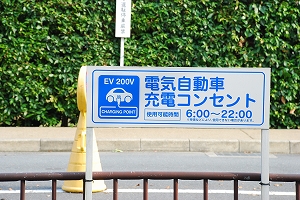 EV 200V
CHARGING POINT
電気自動車
充電コンセント
使用可能時間 6:00～22:00